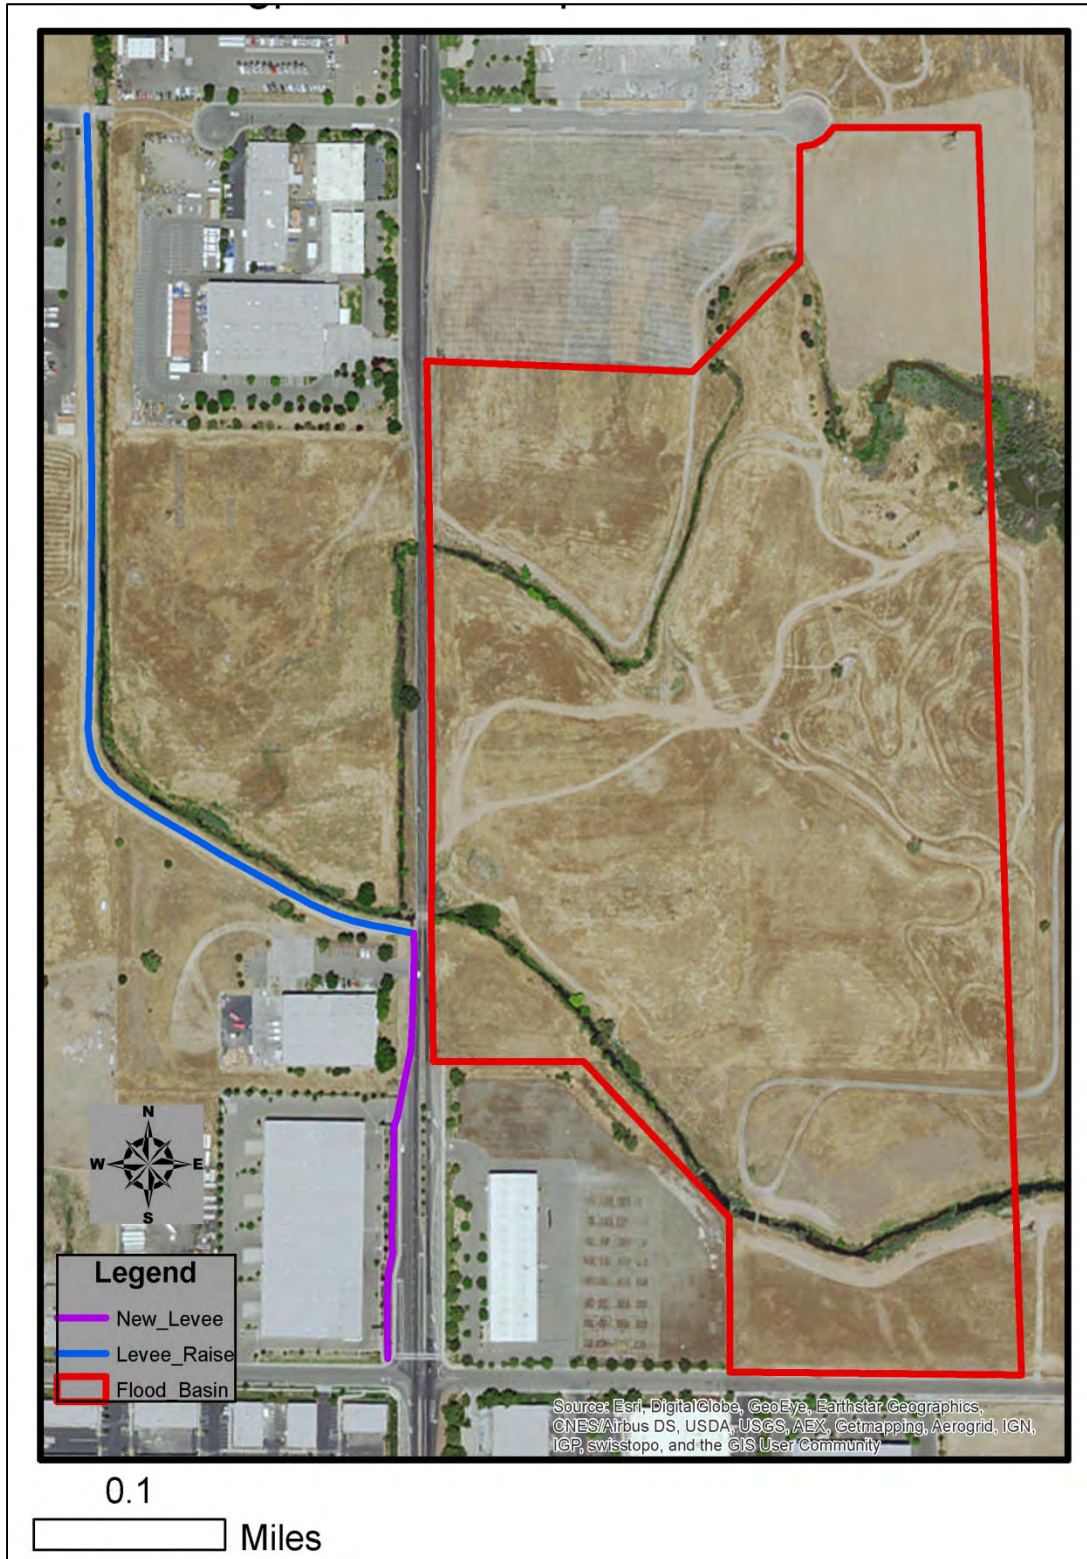 N
W E
S
Legend
New_Levee
Levee_Raise
Flood_Basin
Source: Esri, DigitalGlobe, GeoEye, Earthstar Geographics,
CNES/Airbus DS, USDA, USGS, AEX, Getmapping, Aerogrid, IGN,
IGP, swisstopo, and the GIS User Community
0.1
Miles